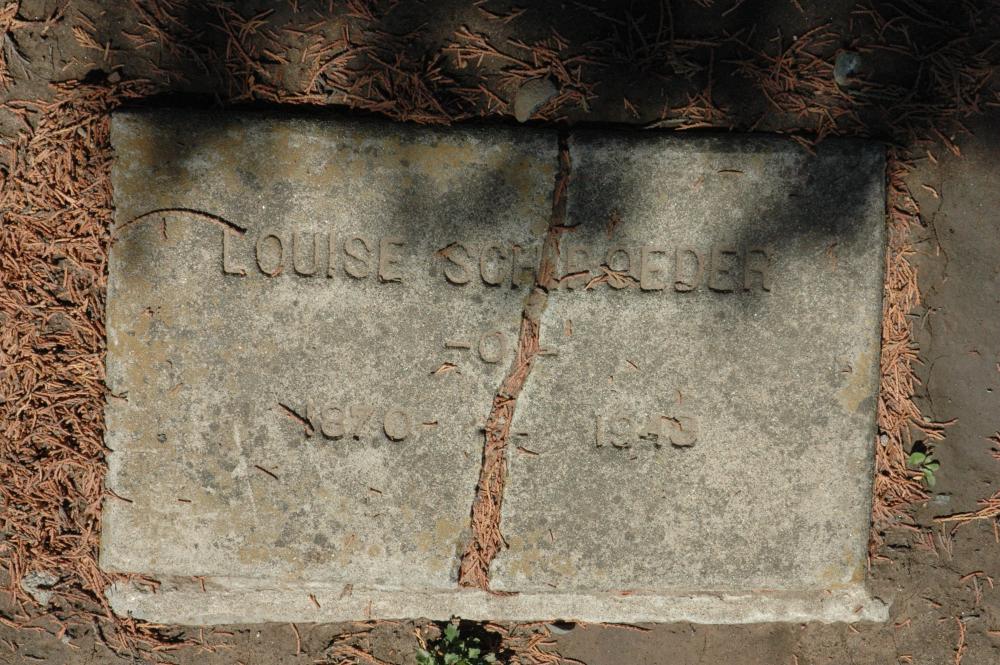 LOUISE SCHROEDER
-O-
1870 - - 1943